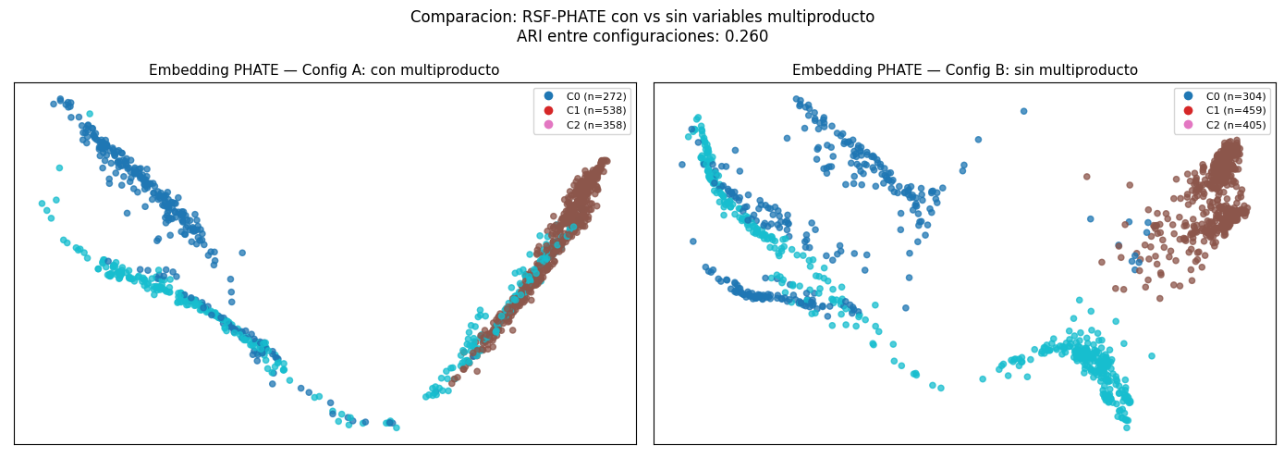 Comparacion: RSF-PHATE con vs sin variables multiproducto
ARI entre configuraciones: 0.260
Embedding PHATE — Config A: con multiproducto
C0 (n=272)
C1 (n=538)
C2 (n=358)
Embedding PHATE — Config B: sin multiproducto
C0 (n=304)
C1 (n=459)
C2 (n=405)